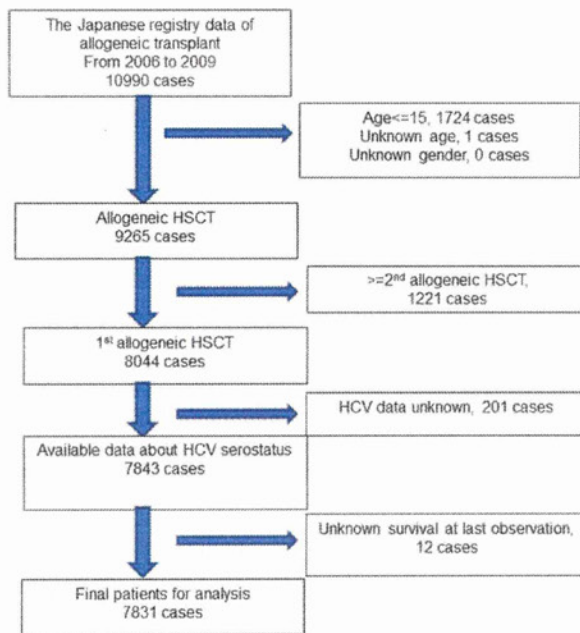 The Japanese registry data of
allogeneic transplant
From 2006 to 2009
10990 cases
Age<=15, 1724 cases
Unknown age, 1 cases
Unknown gender, 0 cases
Allogeneic HSCT
9265 cases
>=2nd allogeneic HSCT,
1221 cases
1st allogeneic HSCT
8044 cases
HCV data unknown, 201 cases
Available data about HCV serostatus
7843 cases
Unknown survival at last observation,
12 cases
Final patients for analysis
7831 cases